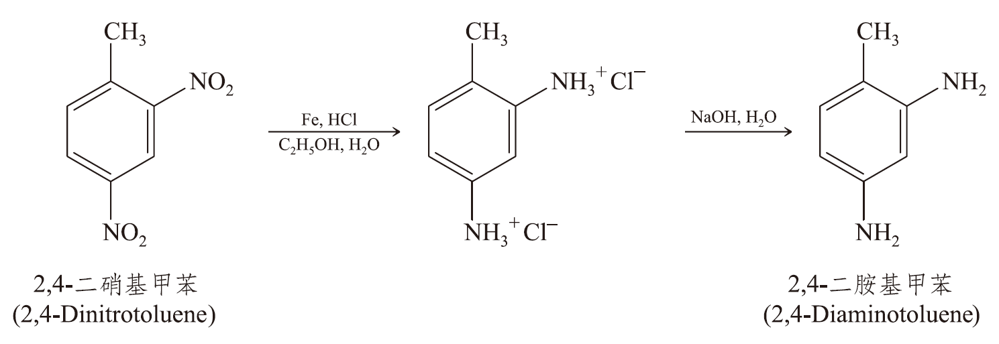 CH₃
NO₂
NO₂
2,4-二硝基甲苯
(2,4-Dinitrotoluene)
Fe, HCl
C₂H₅OH, H₂O
CH₃
NH₃⁺Cl⁻
NH₃⁺Cl⁻
NaOH, H₂O
CH₃
NH₂
NH₂
2,4-二胺基甲苯
(2,4-Diaminotoluene)